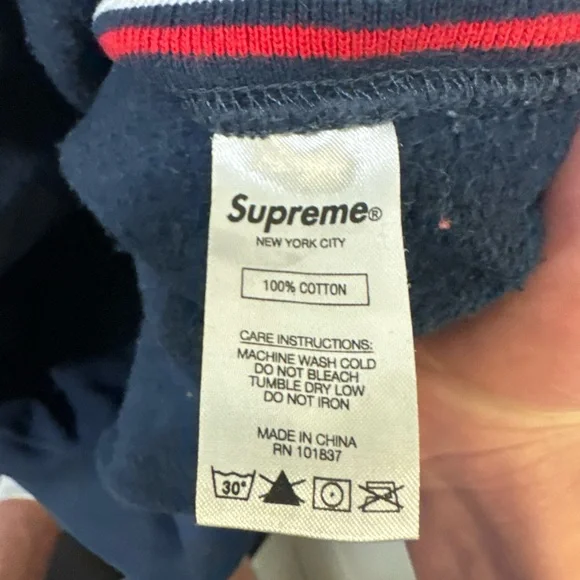 Supreme®
NEW YORK CITY
100% COTTON
CARE INSTRUCTIONS:
MACHINE WASH COLD
DO NOT BLEACH
TUMBLE DRY LOW
DO NOT IRON
MADE IN CHINA
RN 101837
30°